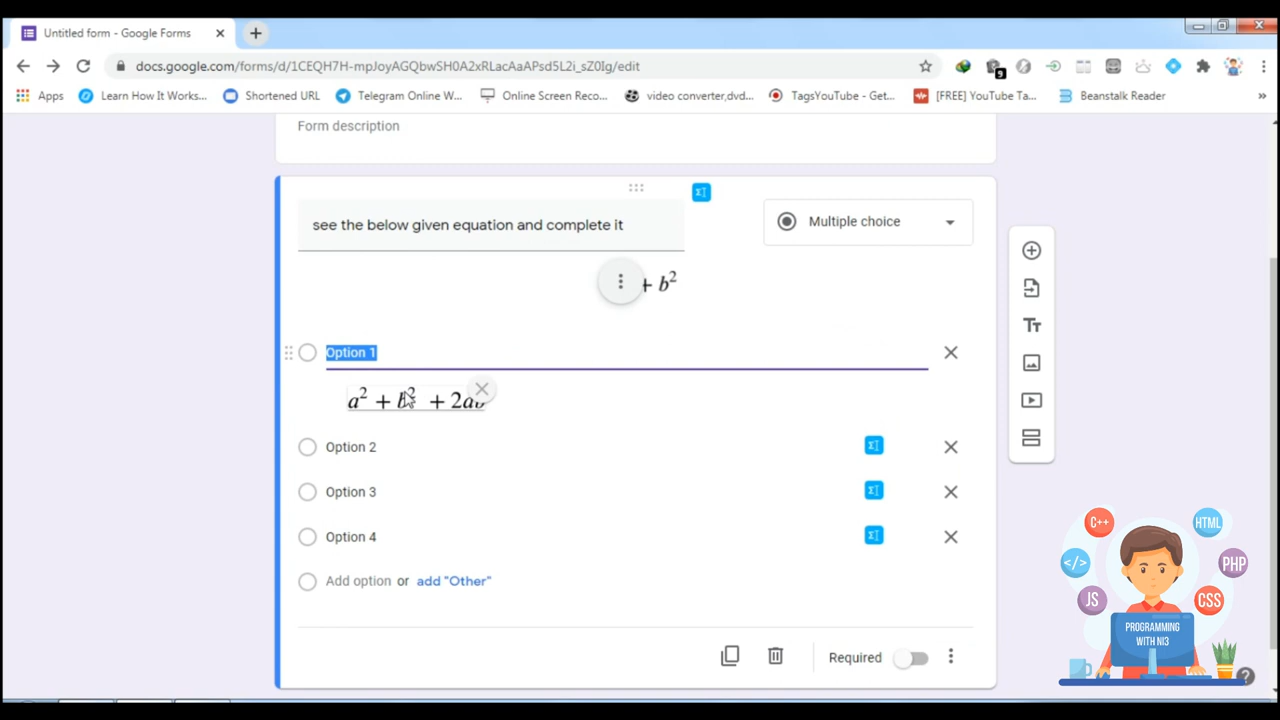 Untitled form - Google Forms
docs.google.com/forms/d/1CEQH7H-mpJoyAGQbwSH0A2xRLacAaAPsd5L2i_sZ0Ig/edit
9
Apps Learn How It Works... Shortened URL Telegram Online W... Online Screen Reco... video converter,dvd... TagsYouTube - Get... [FREE] YouTube Ta... Beanstalk Reader »
Form description
see the below given equation and complete it
Multiple choice
+ b²
Option 1
a² + b² + 2ab
Option 2
Option 3
Option 4
Add option or add "Other"
Required
C++
HTML
</>
PHP
JS
CSS
PROGRAMMING
WITH NI3